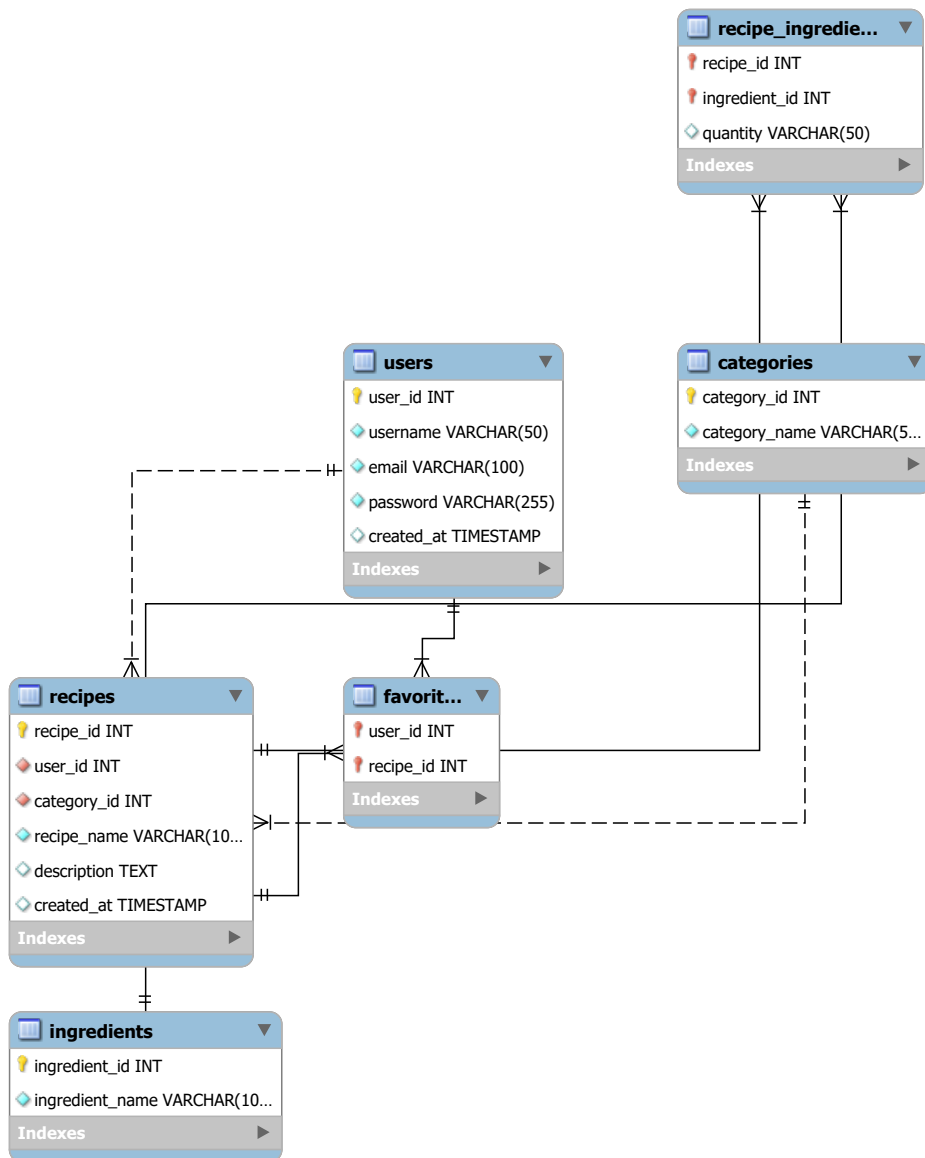 recipe_ingredie...
recipe_id INT
ingredient_id INT
quantity VARCHAR(50)
Indexes
users
user_id INT
username VARCHAR(50)
email VARCHAR(100)
password VARCHAR(255)
created_at TIMESTAMP
Indexes
categories
category_id INT
category_name VARCHAR(5...
Indexes
recipes
recipe_id INT
user_id INT
category_id INT
recipe_name VARCHAR(10...
description TEXT
created_at TIMESTAMP
Indexes
favorit...
user_id INT
recipe_id INT
Indexes
ingredients
ingredient_id INT
ingredient_name VARCHAR(10...
Indexes